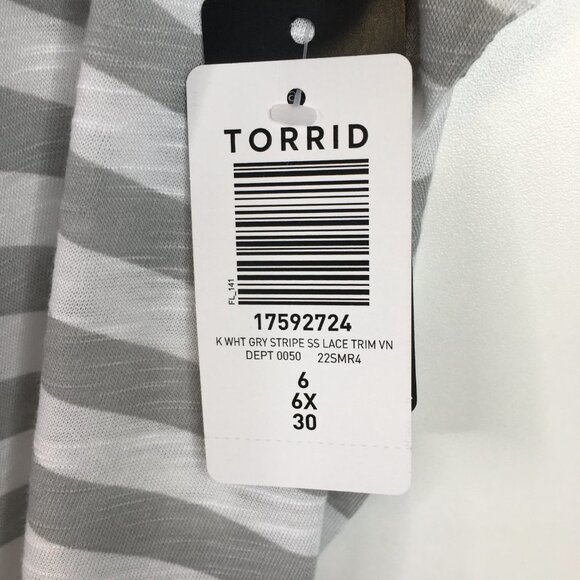 TORRID
FL_141
17592724
K WHT GRY STRIPE SS LACE TRIM VN
DEPT 0050 22SMR4
6
6X
30